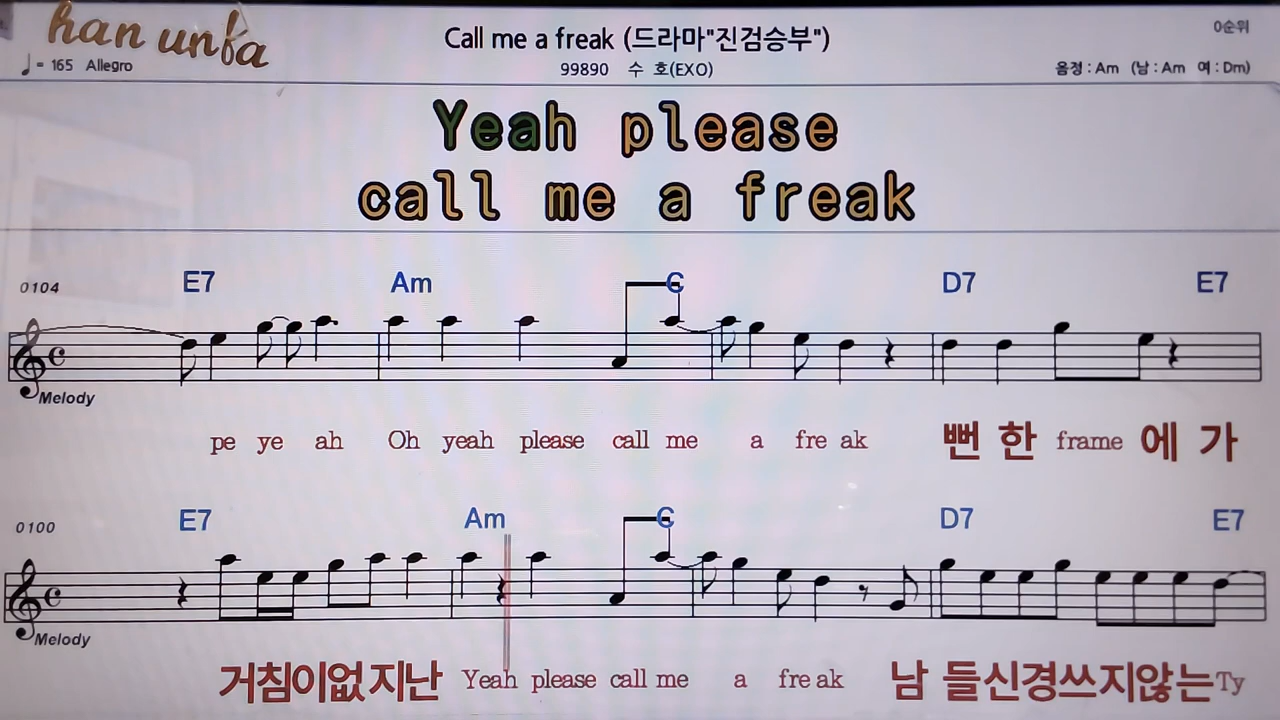 han unfa
Call me a freak (드라마"진검승부")
0순위
♩ = 165 Allegro
99890 수 호(EXO)
음정 : Am (남 : Am 여 : Dm)
Yeah please
call me a freak
0104 E7 Am C D7 E7
Melody
pe ye ah Oh yeah please call me a fre ak 뻔 한 frame 에 가
0100 E7 Am C D7 E7
Melody
거침이없지난 Yeah please call me a fre ak 남 들신경쓰지않는Ty